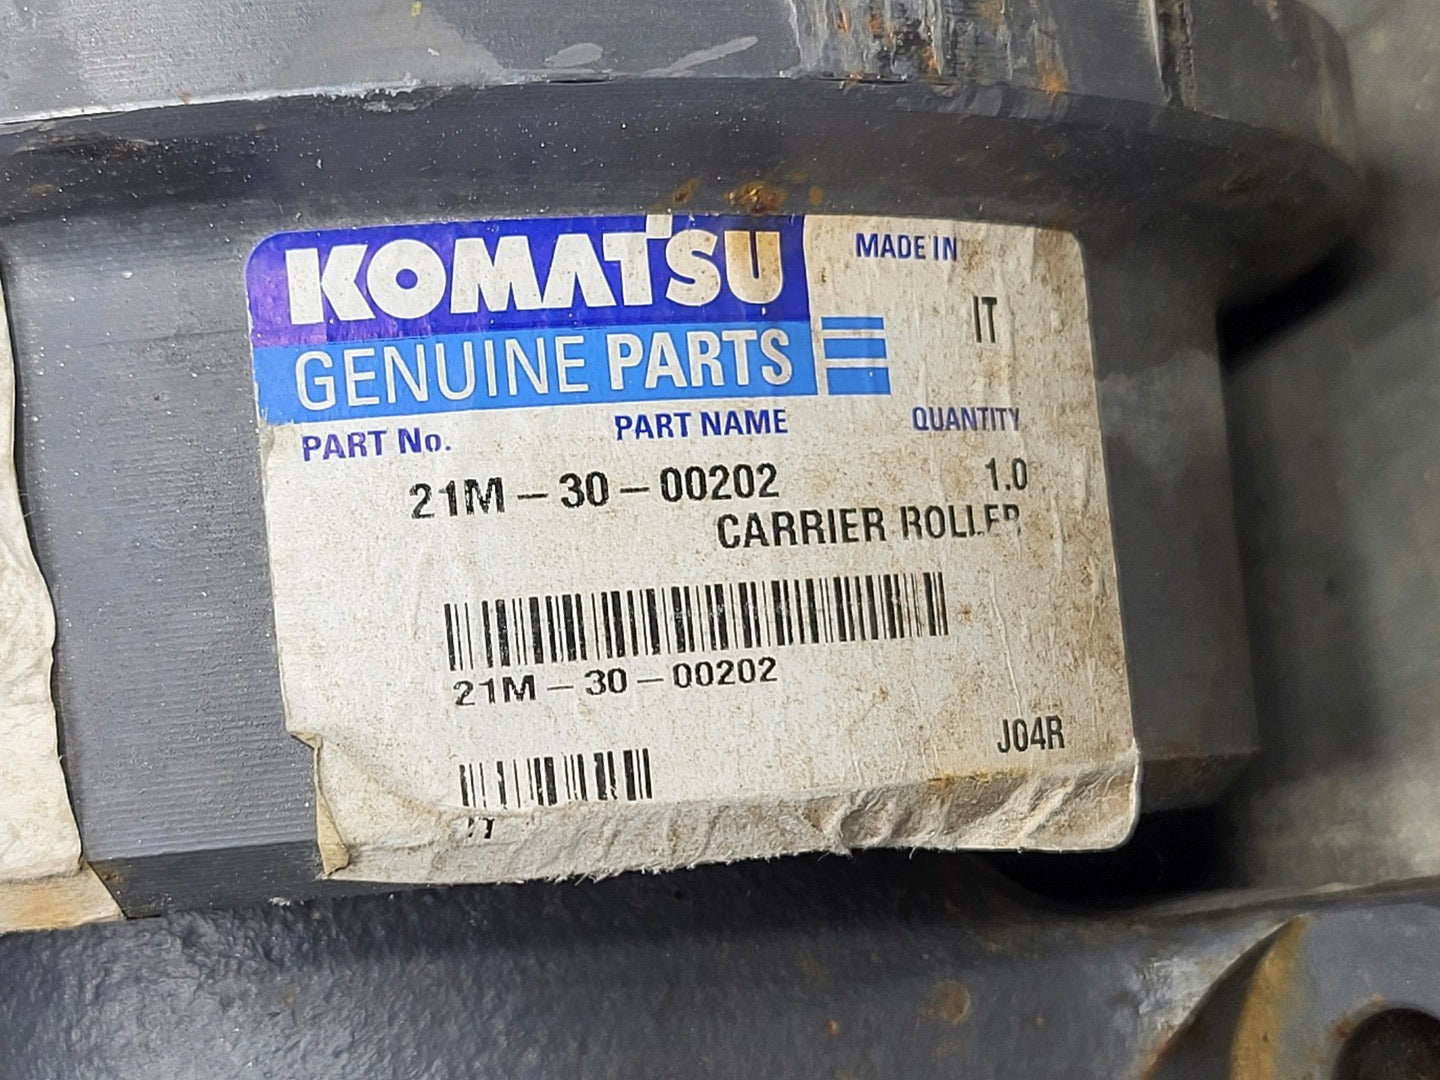 KOMATSU
MADE IN
IT
GENUINE PARTS
PART No. PART NAME QUANTITY
21M-30-00202 1.0
CARRIER ROLLER
21M-30-00202
J04R
IT